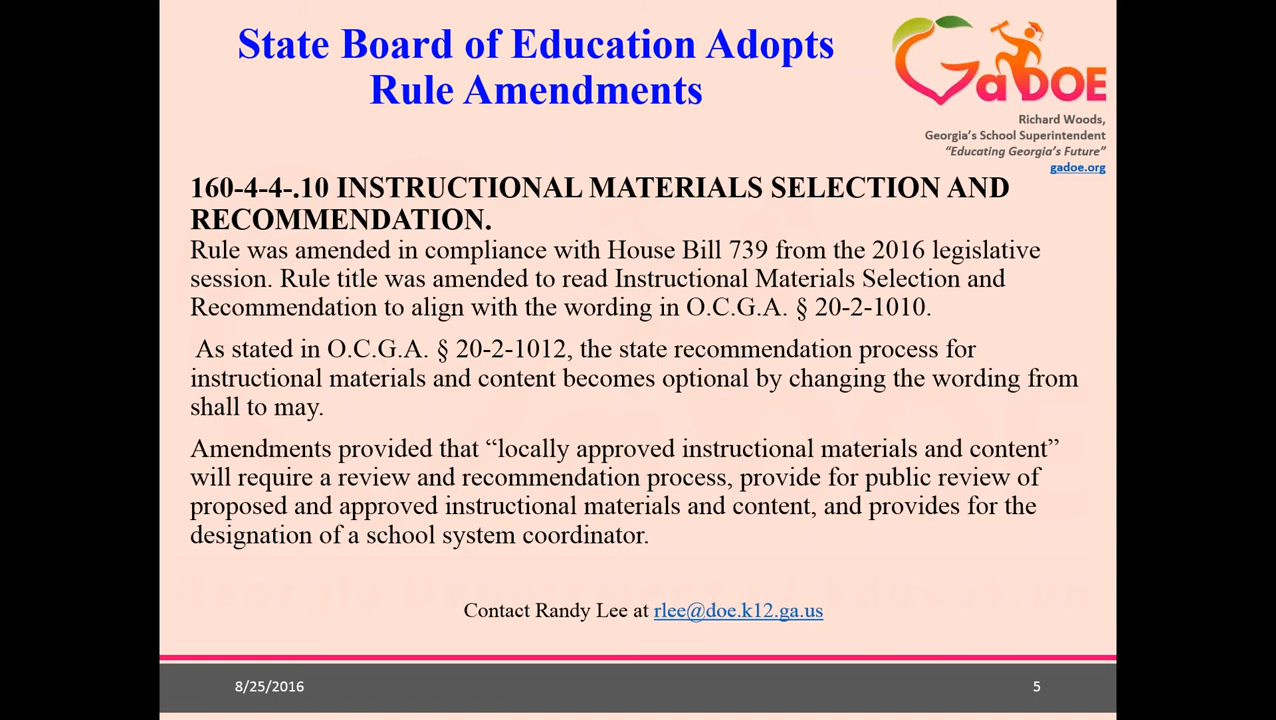 State Board of Education Adopts
Rule Amendments
GaDOE
Richard Woods,
Georgia's School Superintendent
"Educating Georgia's Future"
gadoe.org
160-4-4-.10 INSTRUCTIONAL MATERIALS SELECTION AND
RECOMMENDATION.
Rule was amended in compliance with House Bill 739 from the 2016 legislative
session. Rule title was amended to read Instructional Materials Selection and
Recommendation to align with the wording in O.C.G.A. § 20-2-1010.
As stated in O.C.G.A. § 20-2-1012, the state recommendation process for
instructional materials and content becomes optional by changing the wording from
shall to may.
Amendments provided that “locally approved instructional materials and content”
will require a review and recommendation process, provide for public review of
proposed and approved instructional materials and content, and provides for the
designation of a school system coordinator.
Georgia Department of Education
Contact Randy Lee at rlee@doe.k12.ga.us
8/25/2016
5